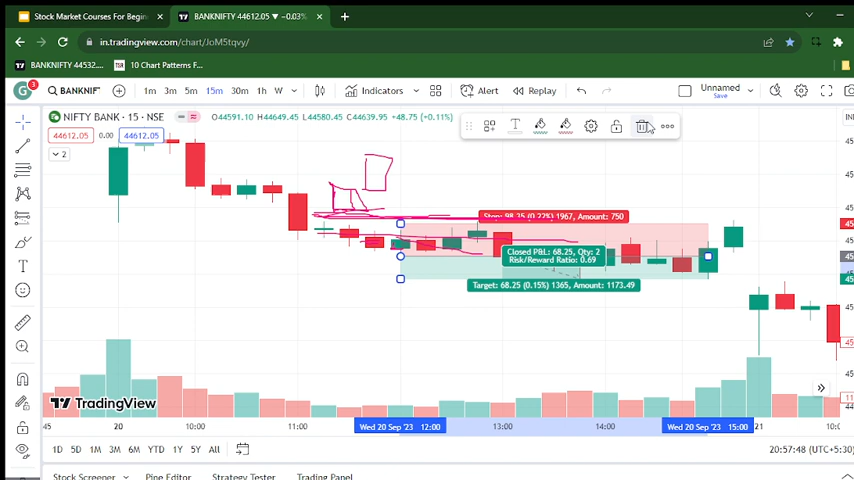 Stock Market Courses For Begin
BANKNIFTY 44612.05 ▼ −0.03%
in.tradingview.com/chart/JoM5tqvy/
BANKNIFTY 44532....
TSR 10 Chart Patterns F...
G 3 BANKNIF 1m 3m 5m 15m 30m 1h W Indicators Alert Replay Unnamed
Save
NIFTY BANK · 15 · NSE O44591.10 H44649.45 L44580.45 C44639.95 +48.75 (+0.11%)
44612.05 0.00 44612.05
2
1967, Amount: 750
Closed P&L: 68.25, Qty: 2
Risk/Reward Ratio: 0.69
Target: 68.25 (0.15%) 1365, Amount: 1173.49
TradingView
45 20 10:00 11:00 Wed 20 Sep '23 12:00 13:00 14:00 Wed 20 Sep '23 15:00 21
1D 5D 1M 3M 6M YTD 1Y 5Y All 20:57:48 (UTC+5:30)
Stock Screener Pine Editor Strategy Tester Trading Panel